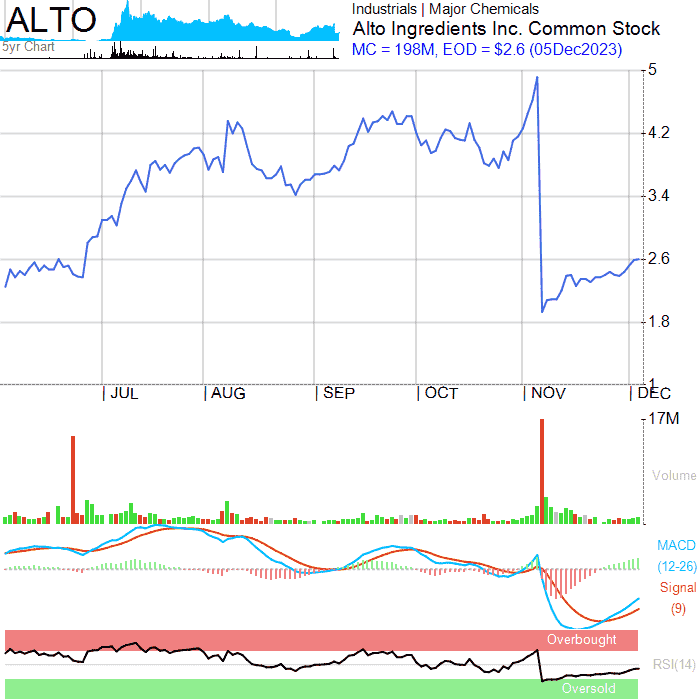 ALTO
5yr Chart
Industrials | Major Chemicals
Alto Ingredients Inc. Common Stock
MC = 198M, EOD = $2.6 (05Dec2023)
5
4.2
3.4
2.6
1.8
1
| JUL | AUG | SEP | OCT | NOV | DEC
17M
Volume
MACD
(12-26)
Signal
(9)
Overbought
RSI(14)
Oversold